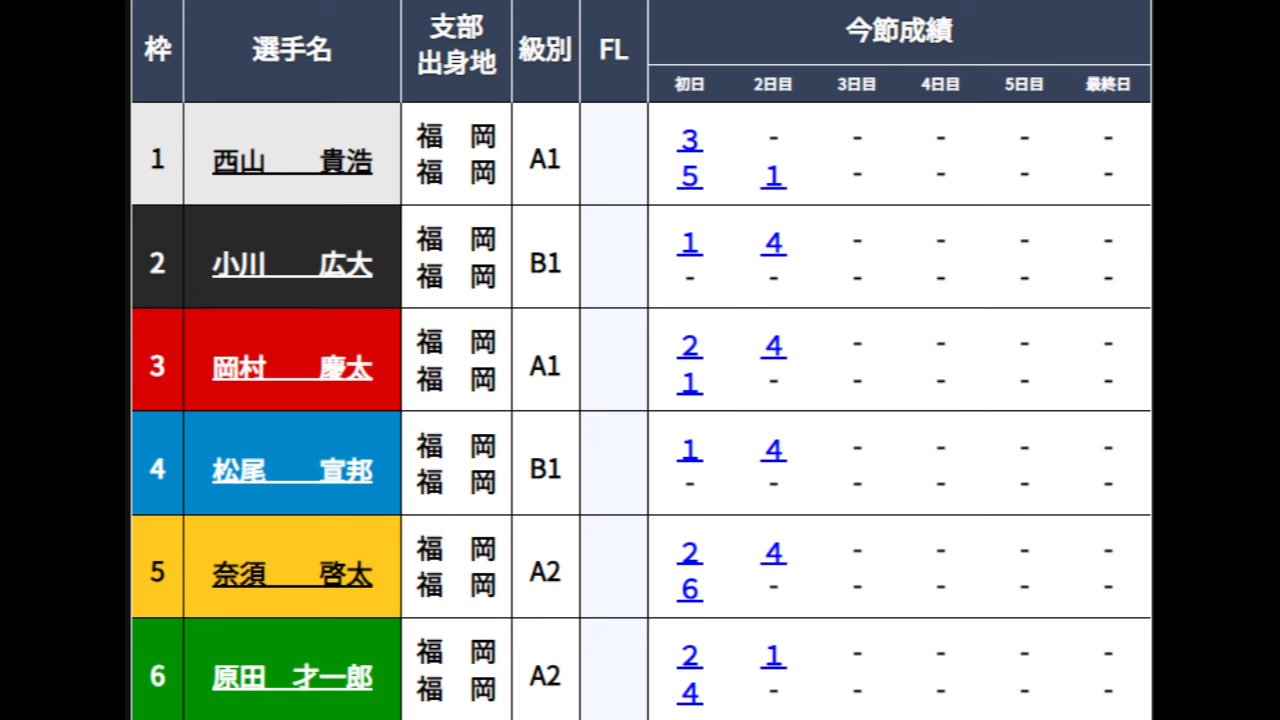 枠 選手名 支部 出身地 級別 FL 今節成績
初日 2日目 3日目 4日目 5日目 最終日
1 西山 貴浩 福 岡 A1 3 - - - - -
福 岡 5 1 - - - -
2 小川 広大 福 岡 B1 1 4 - - - -
福 岡 - - - - - -
3 岡村 慶太 福 岡 A1 2 4 - - - -
福 岡 1 - - - - -
4 松尾 宣邦 福 岡 B1 1 4 - - - -
福 岡 - - - - - -
5 奈須 啓太 福 岡 A2 2 4 - - - -
福 岡 6 - - - - -
6 原田 才一郎 福 岡 A2 2 1 - - - -
福 岡 4 - - - - -